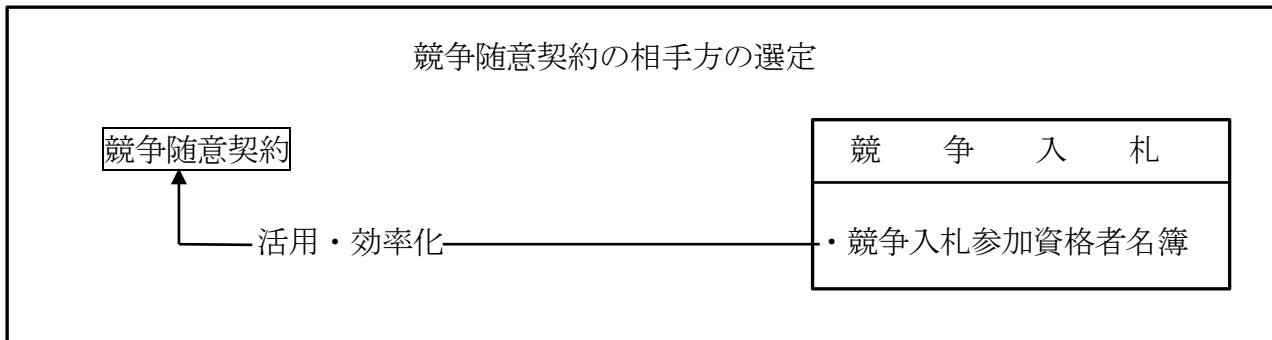 競争随意契約の相手方の選定
競争随意契約
競争入札
活用・効率化
・競争入札参加資格者名簿